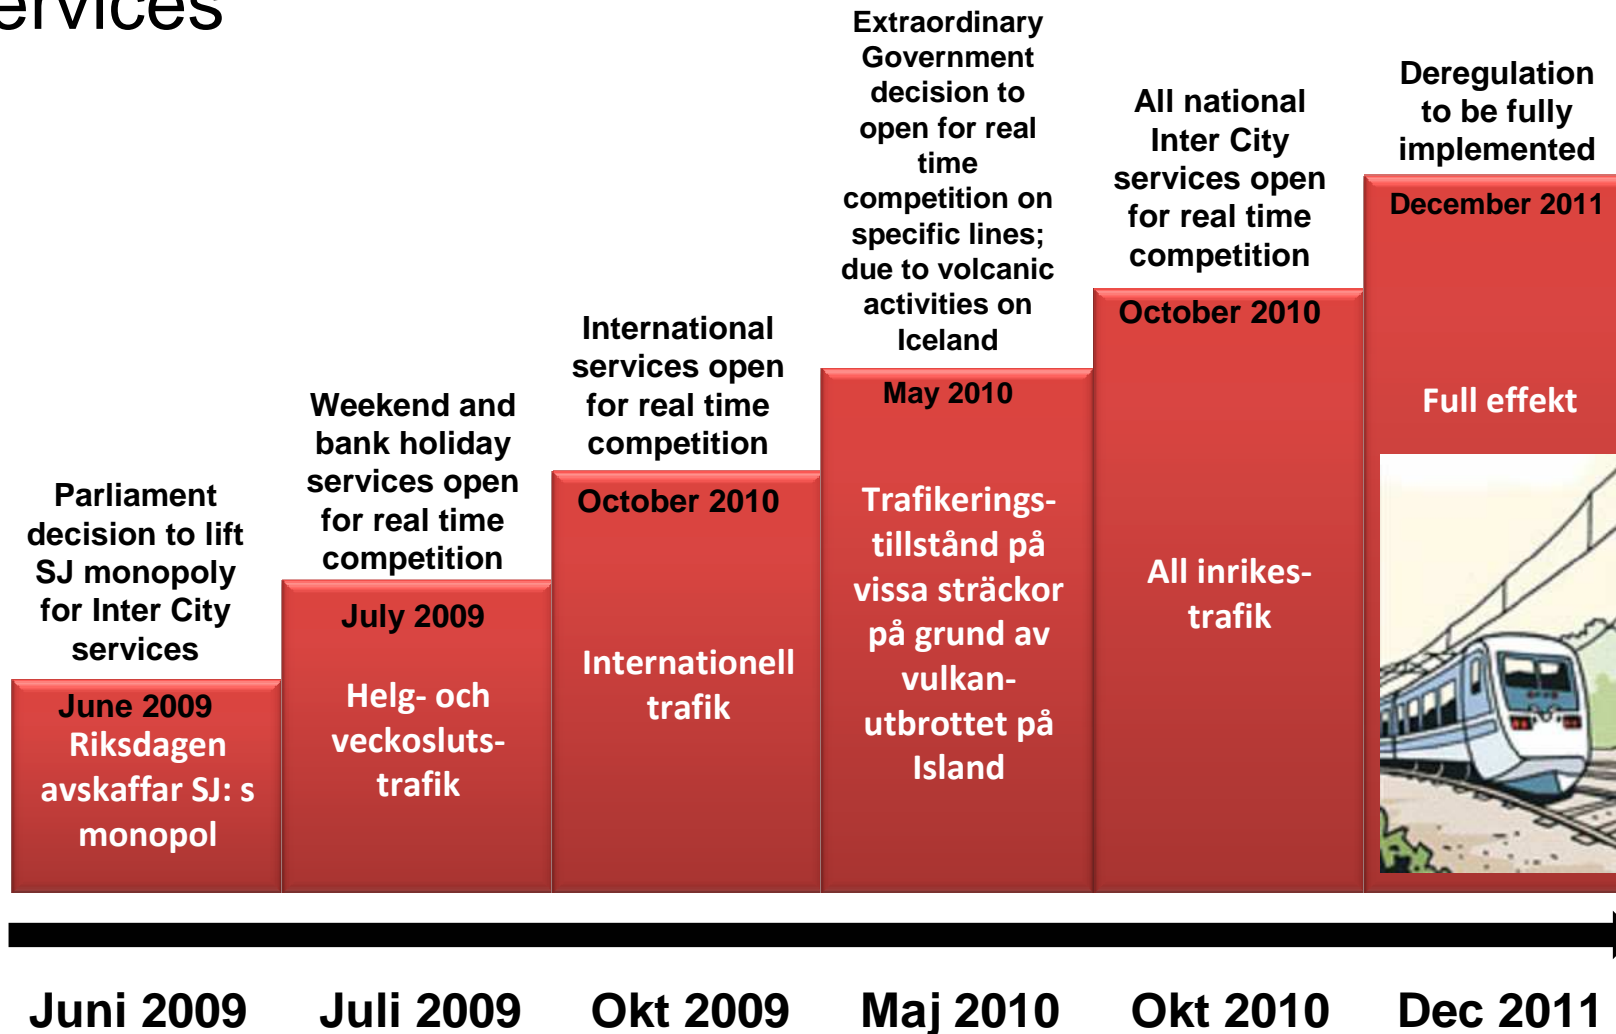 ervices
Parliament
decision to lift
SJ monopoly
for Inter City
services
June 2009
Riksdagen
avskaffar SJ: s
monopol
Weekend and
bank holiday
services open
for real time
competition
July 2009
Helg- och
veckosluts-
trafik
International
services open
for real time
competition
October 2010
Internationell
trafik
Extraordinary
Government
decision to
open for real
time
competition on
specific lines;
due to volcanic
activities on
Iceland
May 2010
Trafikerings-
tillstånd på
vissa sträckor
på grund av
vulkan-
utbrottet på
Island
All national
Inter City
services open
for real time
competition
October 2010
All inrikes-
trafik
Deregulation
to be fully
implemented
December 2011
Full effekt
Juni 2009 Juli 2009 Okt 2009 Maj 2010 Okt 2010 Dec 2011